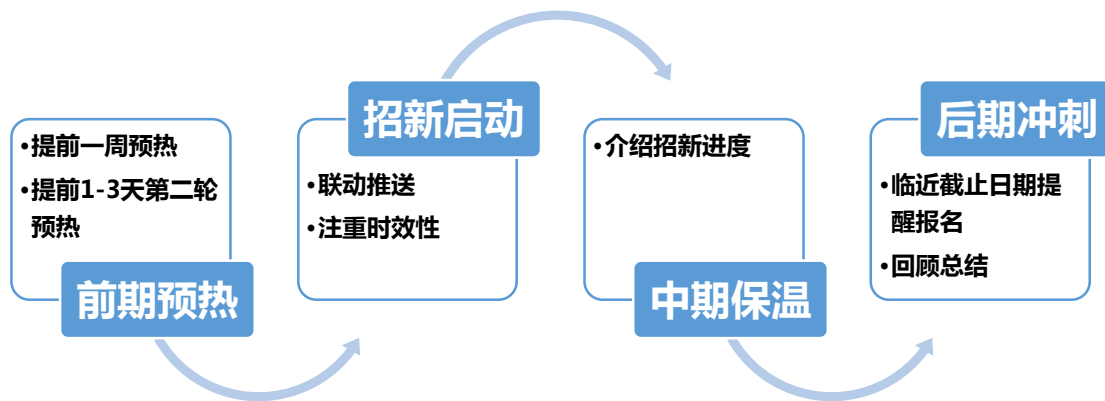 •提前一周预热
•提前1-3天第二轮
预热
前期预热
招新启动
•联动推送
•注重时效性
•介绍招新进度
中期保温
后期冲刺
•临近截止日期提
醒报名
•回顾总结